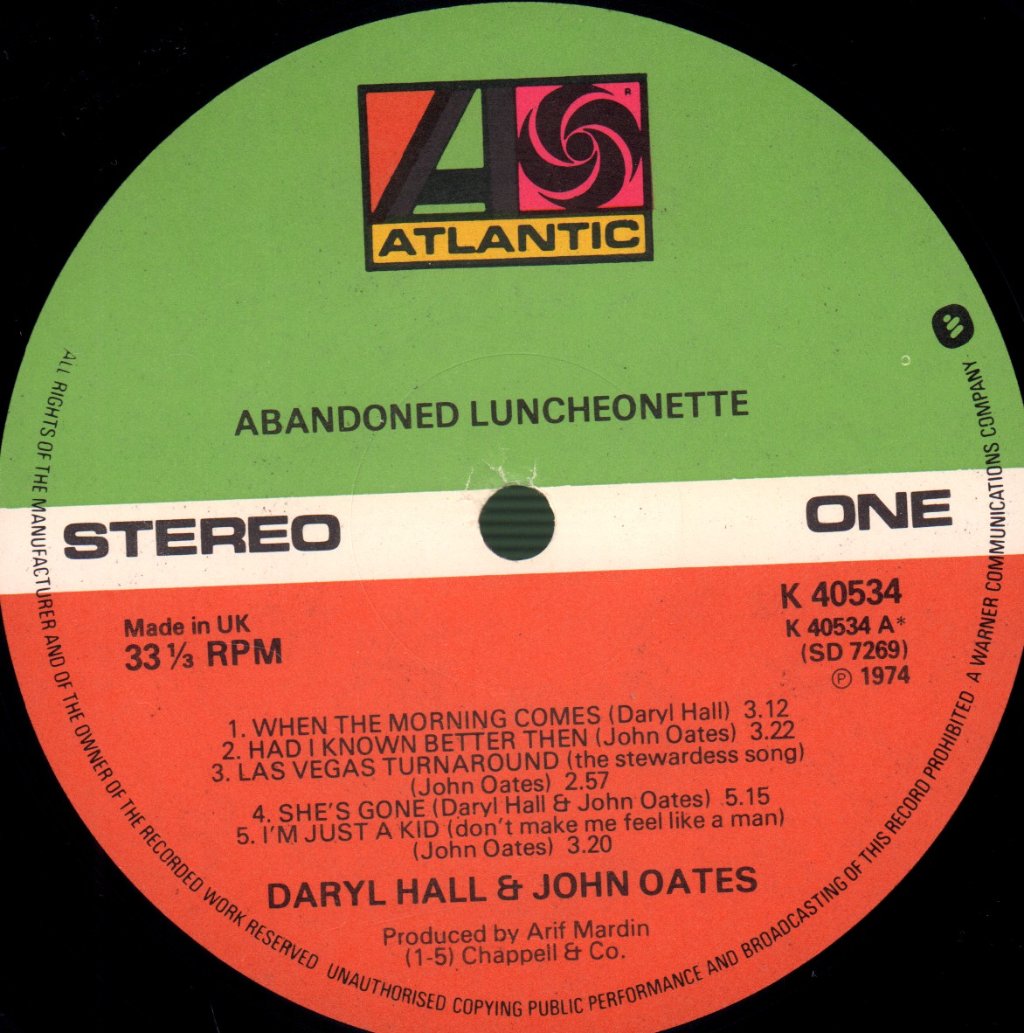 R
ATLANTIC
ABANDONED LUNCHEONETTE
STEREO
ONE
Made in UK
33 ⅓ RPM
K 40534
K 40534 A*
(SD 7269)
℗ 1974
1. WHEN THE MORNING COMES (Daryl Hall) 3.12
2. HAD I KNOWN BETTER THEN (John Oates) 3.22
3. LAS VEGAS TURNAROUND (the stewardess song)
(John Oates) 2.57
4. SHE'S GONE (Daryl Hall & John Oates) 5.15
5. I'M JUST A KID (don't make me feel like a man)
(John Oates) 3.20
DARYL HALL & JOHN OATES
Produced by Arif Mardin
(1-5) Chappell & Co.
ALL RIGHTS OF THE MANUFACTURER AND OF THE OWNER OF THE RECORDED WORK RESERVED UNAUTHORISED COPYING PUBLIC PERFORMANCE AND BROADCASTING OF THIS RECORD PROHIBITED A WARNER COMMUNICATIONS COMPANY